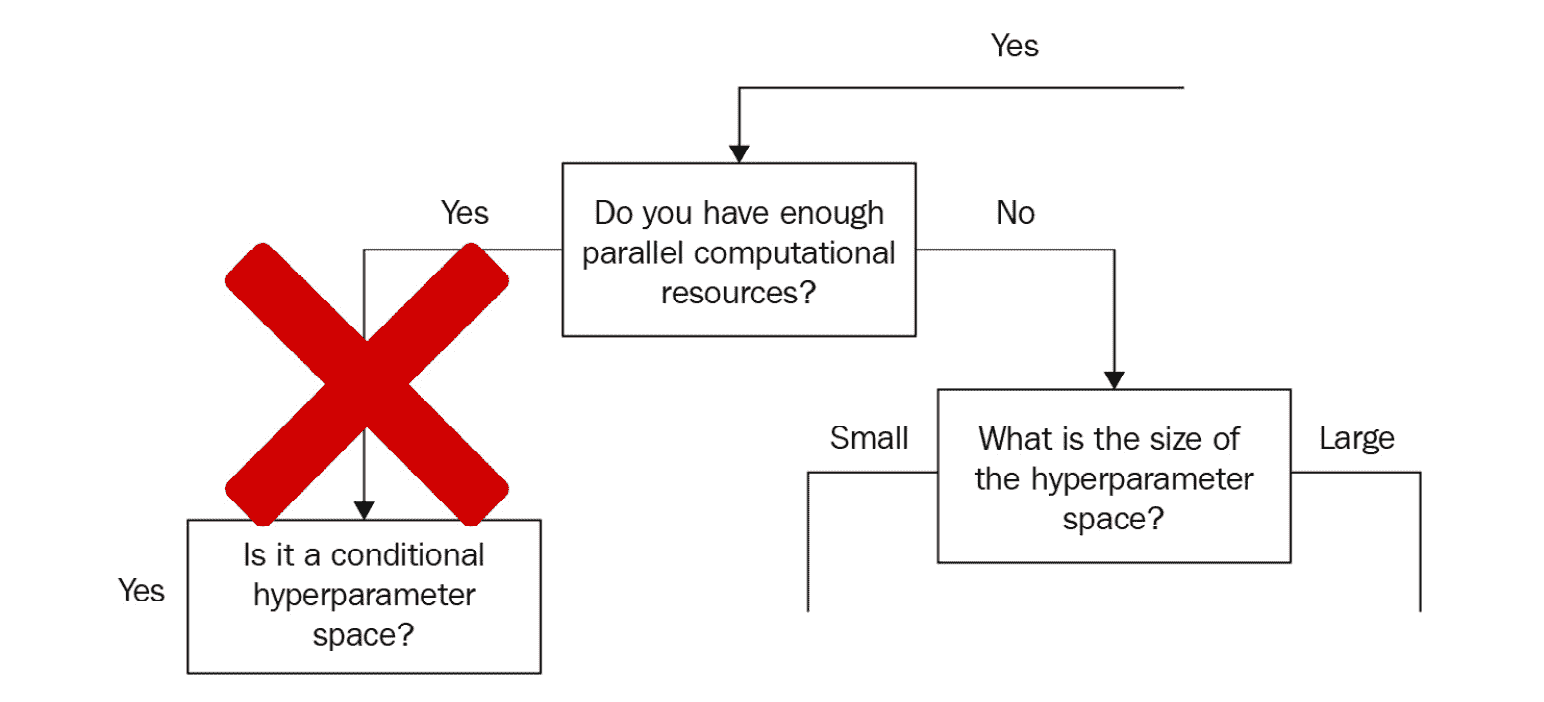 Yes
Yes
Do you have enough
parallel computational
resources?
No
Small
What is the size of
the hyperparameter
space?
Large
Yes
Is it a conditional
hyperparameter
space?